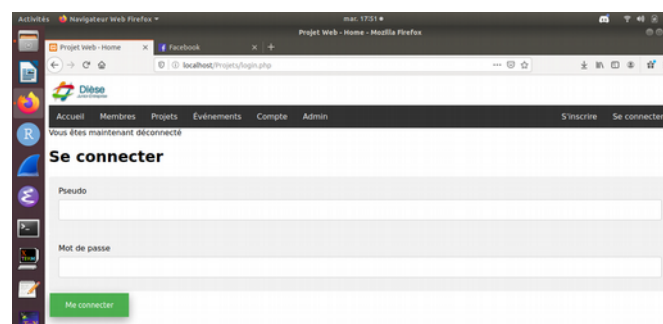 Activités Navigateur Web Firefox mar. 17:51
Projet Web - Home - Mozilla Firefox
Projet Web - Home Facebook
localhost/Projets/login.php
Dièse
Accueil Membres Projets Événements Compte Admin S'inscrire Se connecter
Vous êtes maintenant déconnecté
Se connecter
Pseudo
Mot de passe
Me connecter